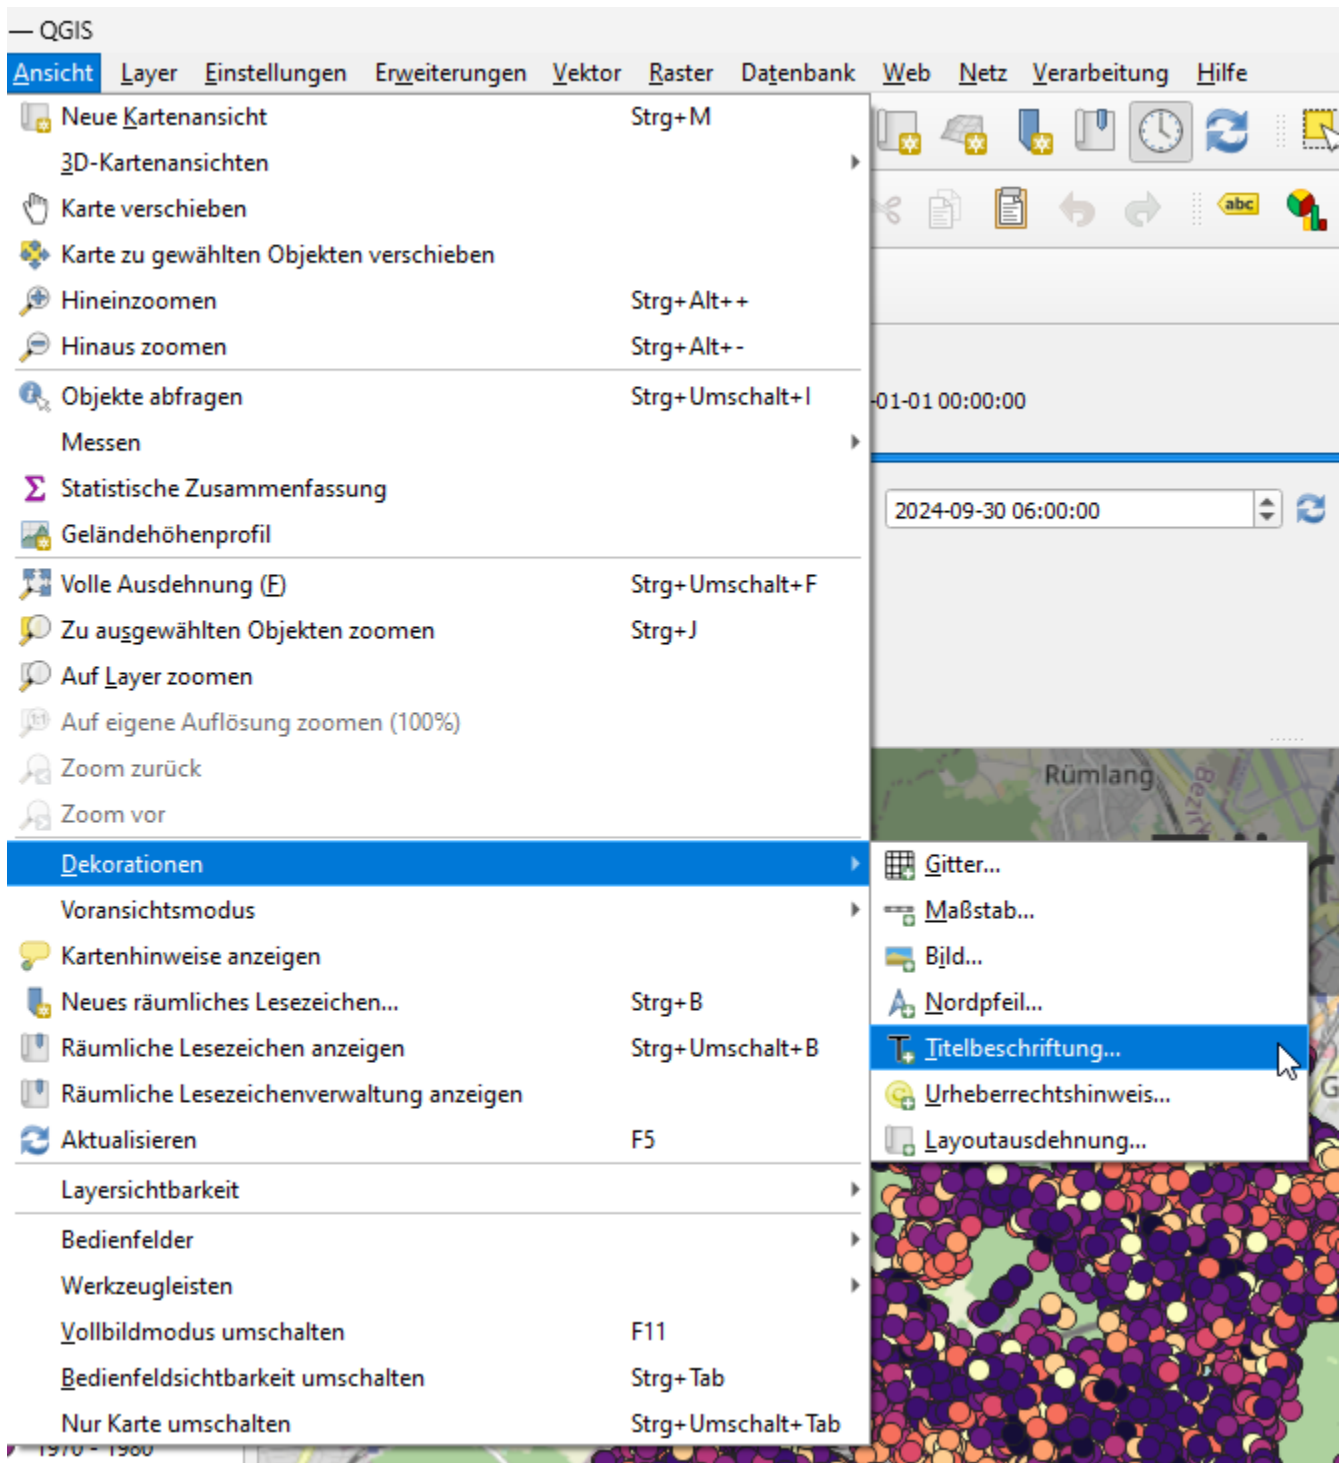 — QGIS
Ansicht Layer Einstellungen Erweiterungen Vektor Raster Datenbank Web Netz Verarbeitung Hilfe
Neue Kartenansicht Strg+M
3D-Kartenansichten
Karte verschieben
abc
Karte zu gewählten Objekten verschieben
Hineinzoomen Strg+Alt++
Hinaus zoomen Strg+Alt+-
Objekte abfragen Strg+Umschalt+I
-01-01 00:00:00
Messen
Statistische Zusammenfassung
2024-09-30 06:00:00
Geländehöhenprofil
Volle Ausdehnung (F) Strg+Umschalt+F
Zu ausgewählten Objekten zoomen Strg+J
Auf Layer zoomen
Auf eigene Auflösung zoomen (100%)
Zoom zurück
Rümlang
Zoom vor
Dekorationen
Voransichtsmodus
Kartenhinweise anzeigen
Neues räumliches Lesezeichen... Strg+B
Räumliche Lesezeichen anzeigen Strg+Umschalt+B
Räumliche Lesezeichenverwaltung anzeigen
Aktualisieren F5
Gitter...
Maßstab...
Bild...
Nordpfeil...
Titelbeschriftung...
Urheberrechtshinweis...
Layoutausdehnung...
Layersichtbarkeit
Bedienfelder
Werkzeugleisten
Vollbildmodus umschalten F11
Bedienfeldsichtbarkeit umschalten Strg+Tab
Nur Karte umschalten Strg+Umschalt+Tab
1970 - 1980